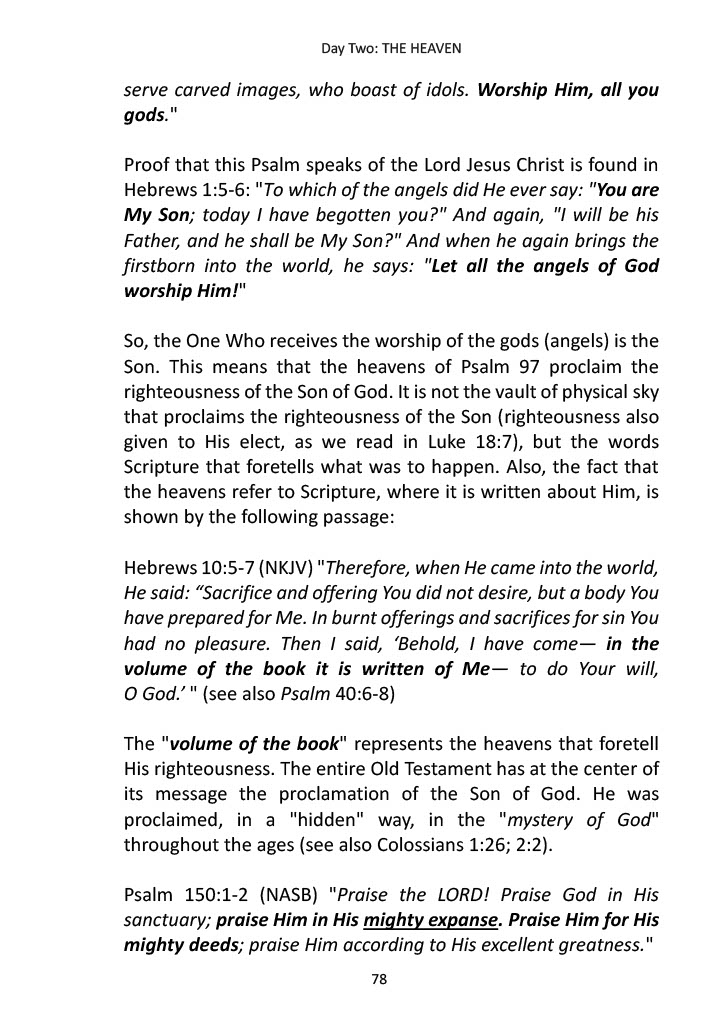 Day Two: THE HEAVEN
serve carved images, who boast of idols. Worship Him, all you
gods."
Proof that this Psalm speaks of the Lord Jesus Christ is found in
Hebrews 1:5-6: "To which of the angels did He ever say: "You are
My Son; today I have begotten you?" And again, "I will be his
Father, and he shall be My Son?" And when he again brings the
firstborn into the world, he says: "Let all the angels of God
worship Him!"
So, the One Who receives the worship of the gods (angels) is the
Son. This means that the heavens of Psalm 97 proclaim the
righteousness of the Son of God. It is not the vault of physical sky
that proclaims the righteousness of the Son (righteousness also
given to His elect, as we read in Luke 18:7), but the words
Scripture that foretells what was to happen. Also, the fact that
the heavens refer to Scripture, where it is written about Him, is
shown by the following passage:
Hebrews 10:5-7 (NKJV) "Therefore, when He came into the world,
He said: “Sacrifice and offering You did not desire, but a body You
have prepared for Me. In burnt offerings and sacrifices for sin You
had no pleasure. Then I said, ‘Behold, I have come— in the
volume of the book it is written of Me— to do Your will,
O God.’ " (see also Psalm 40:6-8)
The "volume of the book" represents the heavens that foretell
His righteousness. The entire Old Testament has at the center of
its message the proclamation of the Son of God. He was
proclaimed, in a "hidden" way, in the "mystery of God"
throughout the ages (see also Colossians 1:26; 2:2).
Psalm 150:1-2 (NASB) "Praise the LORD! Praise God in His
sanctuary; praise Him in His mighty expanse. Praise Him for His
mighty deeds; praise Him according to His excellent greatness."
78